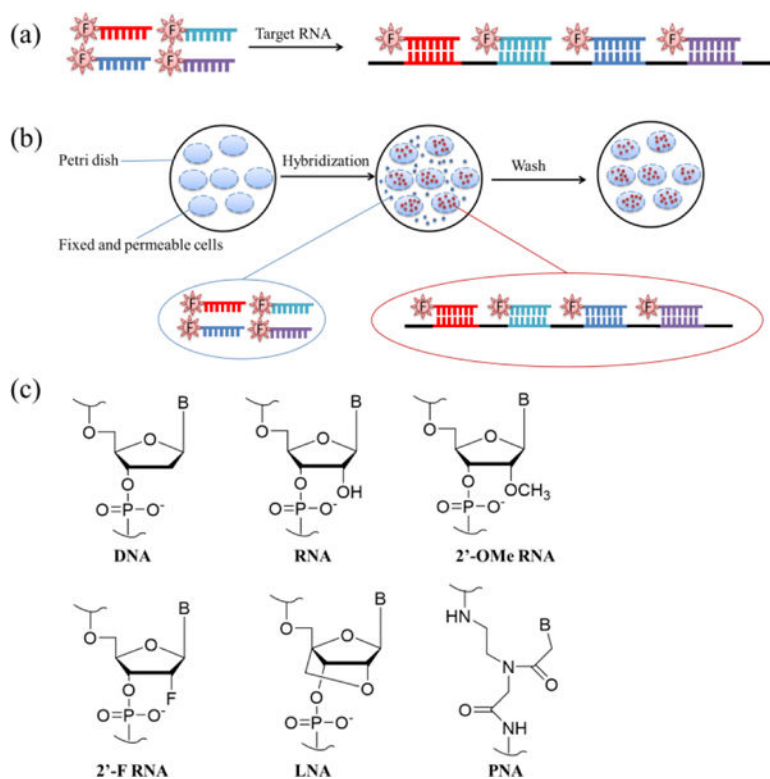 (a)
F F
F F
Target RNA
F F F F
(b)
Petri dish
Hybridization
Wash
Fixed and permeable cells
F F
F F
F F F F
(c)
B B B
O O O O O O
O O OH O OCH3
O=P-O- O=P-O- O=P-O-
O O O
DNA RNA 2'-OMe RNA
B B HN B
O O O O
O F O O N O
O=P-O- O=P-O- O NH
O O
2'-F RNA LNA PNA